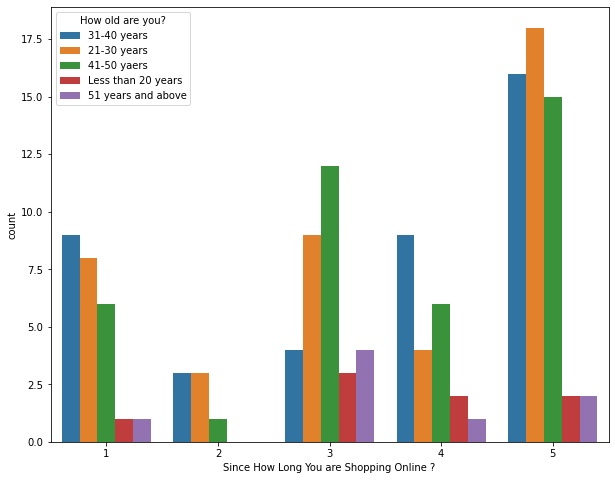 How old are you?
31-40 years
21-30 years
41-50 yaers
Less than 20 years
51 years and above
17.5
15.0
12.5
10.0
7.5
5.0
2.5
0.0
count
1 2 3 4 5
Since How Long You are Shopping Online ?